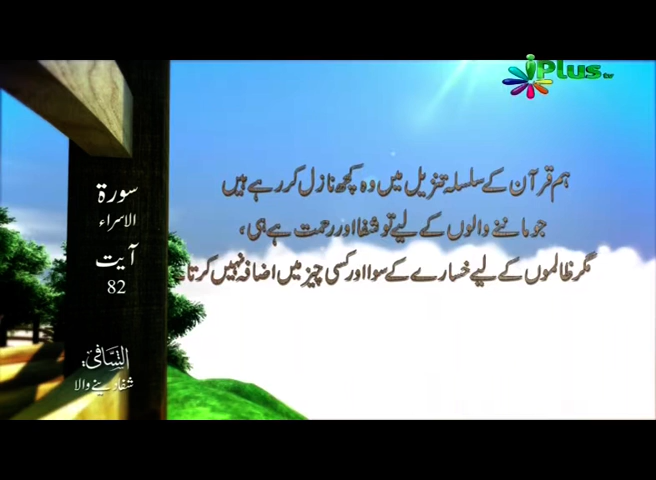 iPlus tv
ہم قرآن کے سلسلہ تنزیل میں وہ کچھ نازل کر رہے ہیں
جو ماننے والوں کے لیے تو شفا اور رحمت ہے ہی،
مگر ظالموں کے لیے خسارے کے سوا اور کسی چیز میں اضافہ نہیں کرتا
سورۃ
الاسراء
آیت
82
الشافی
شفا دینے والا